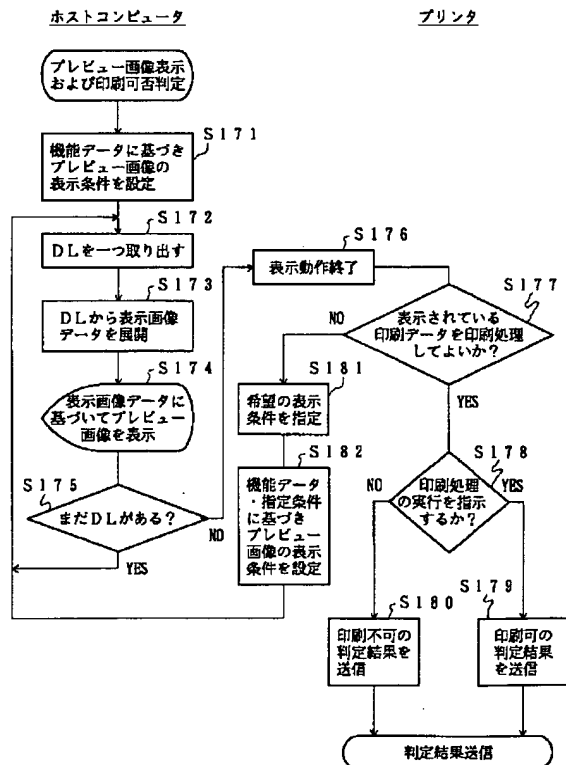 ホストコンピュータ
プリンタ
プレビュー画像表示
および印刷可否判定
S171
機能データに基づき
プレビュー画像の
表示条件を設定
S172
DLを一つ取り出す
S173
DLから表示画像
データを展開
S174
表示画像データに
基づいてプレビュー
画像を表示
S175
まだDLがある?
NO
YES
S176
表示動作終了
S177
表示されている
印刷データを印刷処理
してよいか?
NO
YES
S181
希望の表示
条件を指定
S182
機能データ
・指定条件
に基づき
プレビュー
画像の表示
条件を設定
S178
印刷処理
の実行を指示
するか?
NO
YES
S180
印刷不可の
判定結果を
送信
S179
印刷可の
判定結果
を送信
判定結果送信